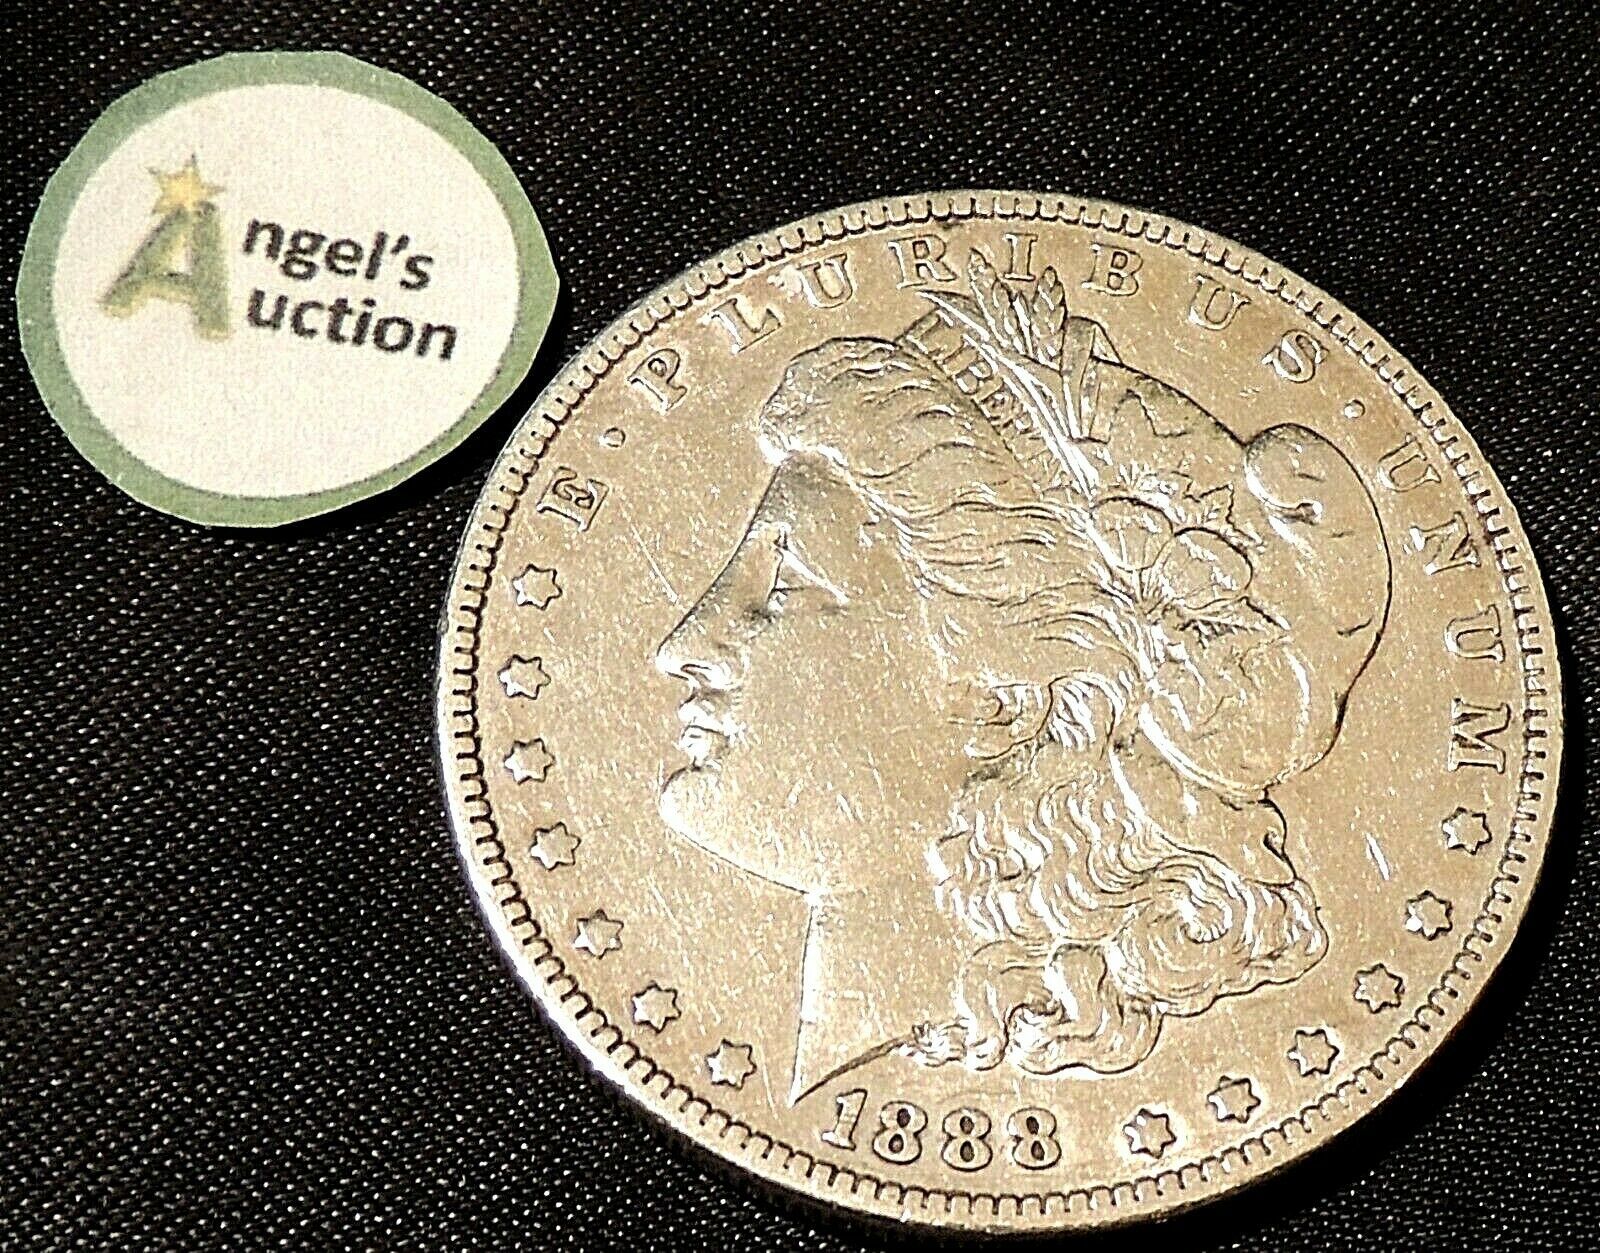 Angel's
Auction
E · PLURIBUS · UNUM
LIBERTY
1888